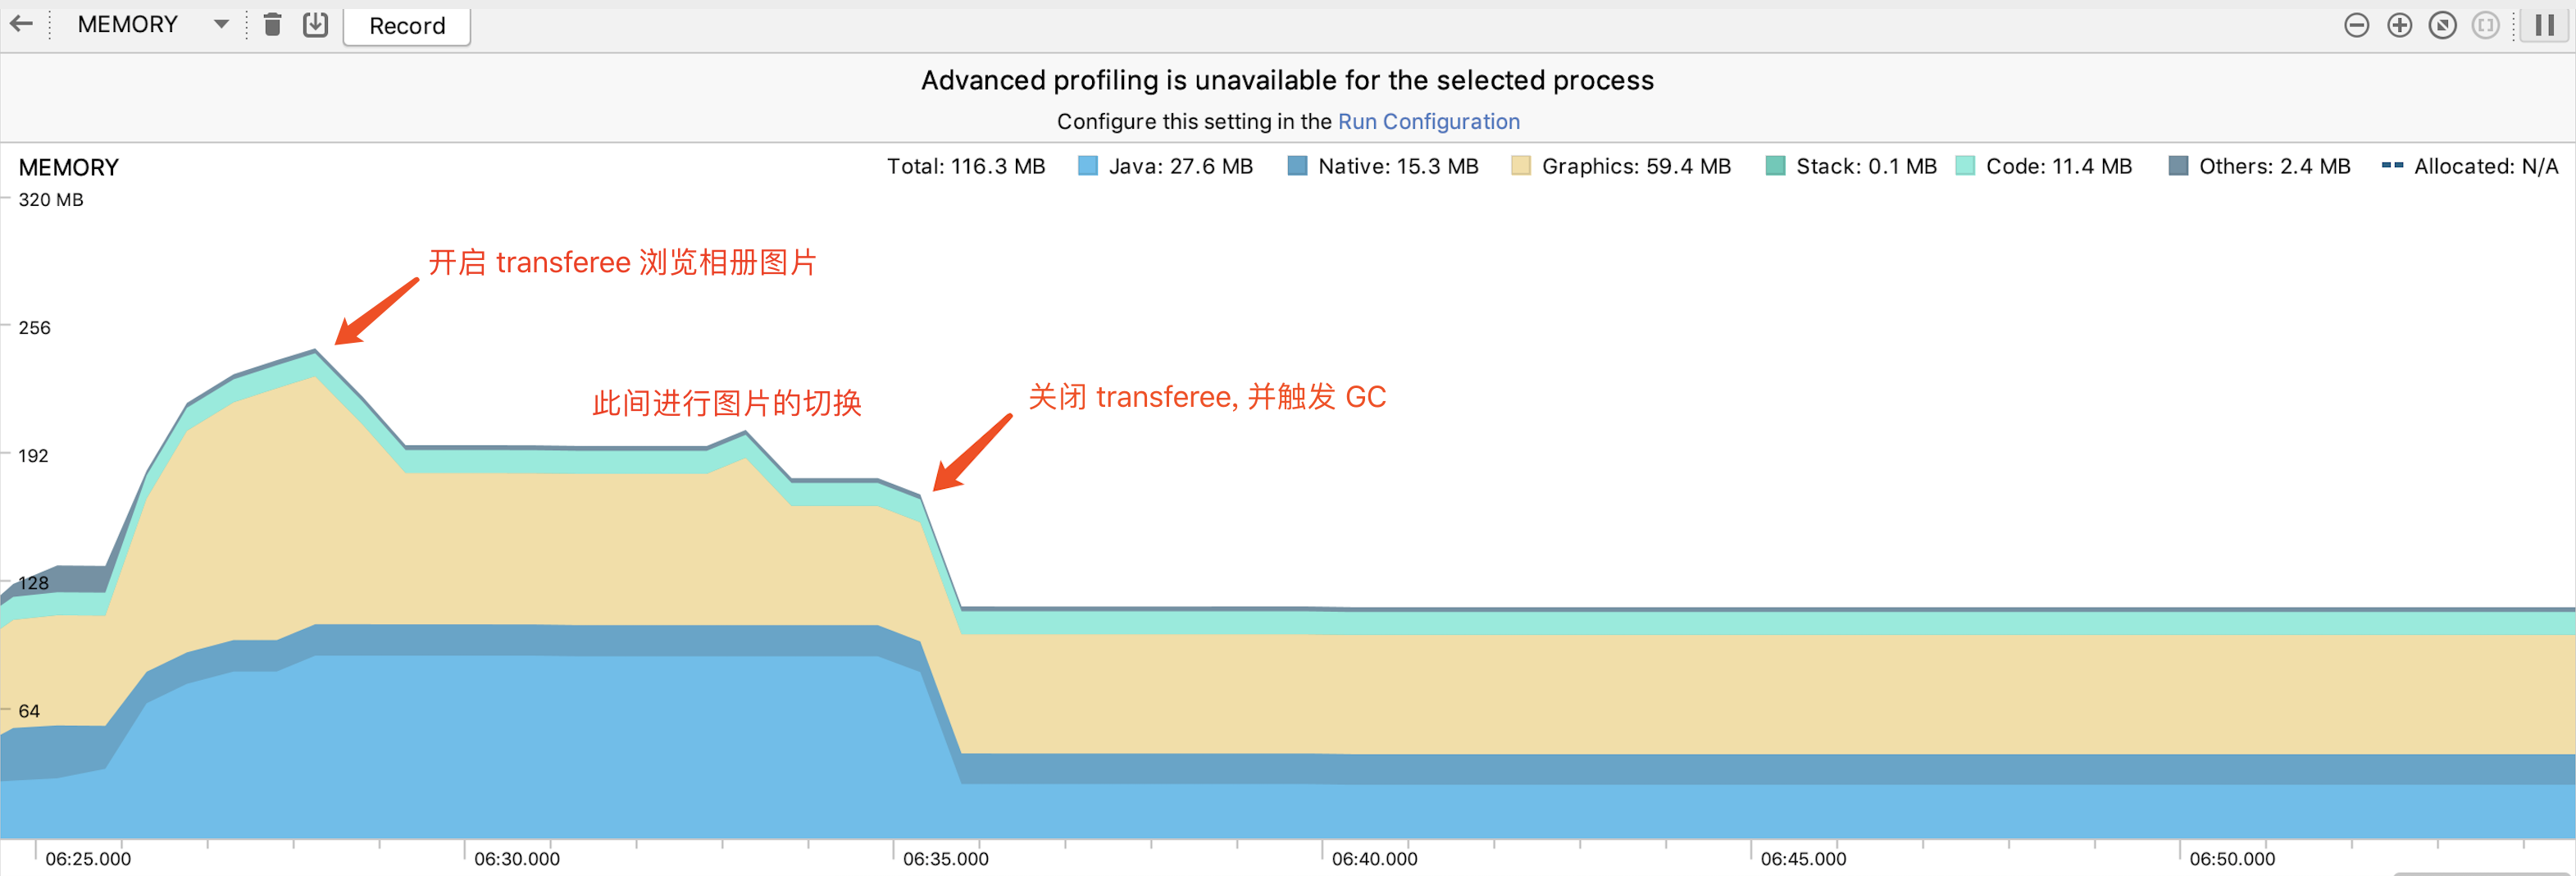 MEMORY
Record
Advanced profiling is unavailable for the selected process
Configure this setting in the Run Configuration
MEMORY
Total: 116.3 MB Java: 27.6 MB Native: 15.3 MB Graphics: 59.4 MB Stack: 0.1 MB Code: 11.4 MB Others: 2.4 MB Allocated: N/A
320 MB
开启 transferee 浏览相册图片
256
此间进行图片的切换
关闭 transferee, 并触发 GC
192
128
64
06:25.000 06:30.000 06:35.000 06:40.000 06:45.000 06:50.000